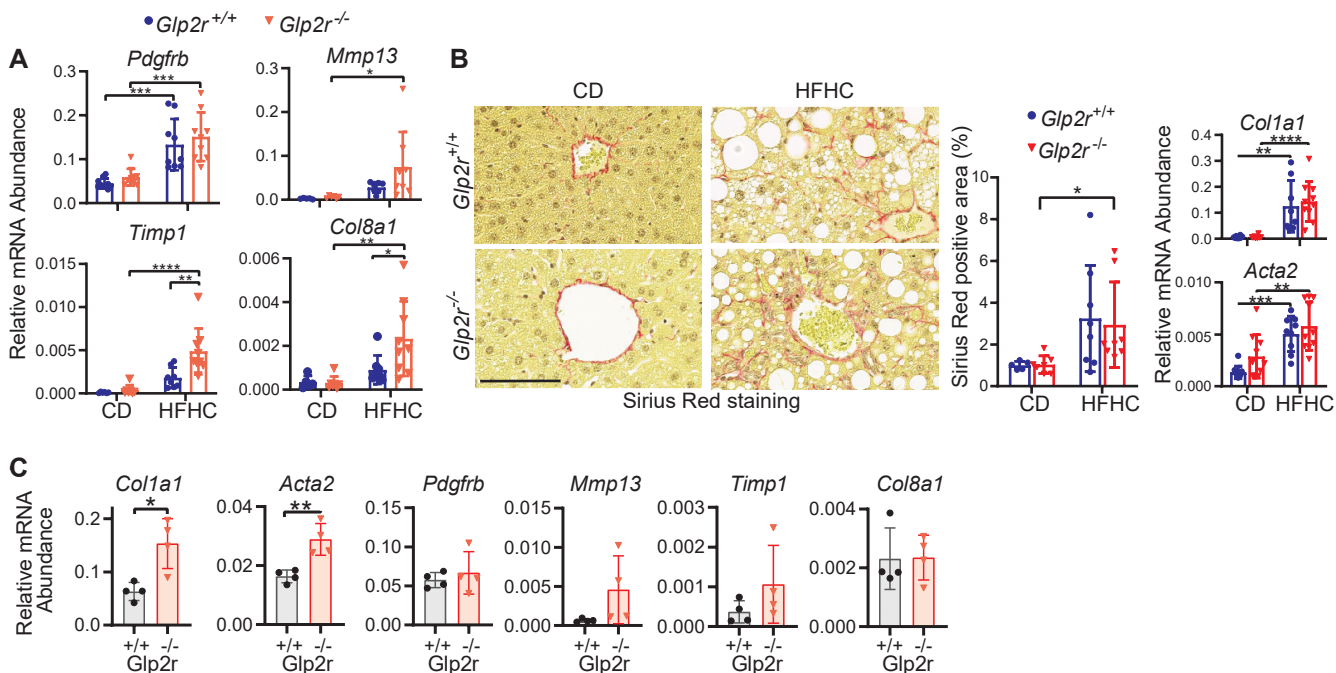 Glp2r+/+ Glp2r-/-
A
Pdgfrb
Mmp13
Relative mRNA Abundance
0.3
0.2
0.1
0.0
***
***
0.3
0.2
0.1
0.0
*
Timp1
Col8a1
0.015
0.010
0.005
0.000
****
**
0.006
0.004
0.002
0.000
**
*
CD HFHC
CD HFHC
B
CD HFHC
Glp2r+/+
Glp2r-/-
Sirius Red staining
Glp2r+/+
Glp2r-/-
Sirius Red positive area (%)
10
8
6
4
2
0
*
CD HFHC
Relative mRNA Abundance
Col1a1
0.4
0.3
0.2
0.1
0.0
**
****
Acta2
0.010
0.005
0.000
***
**
CD HFHC
C
Relative mRNA
Abundance
Col1a1
0.2
0.1
0.0
*
+/+ -/-
Glp2r
Acta2
0.04
0.02
0.00
**
+/+ -/-
Glp2r
Pdgfrb
0.15
0.10
0.05
0.00
+/+ -/-
Glp2r
Mmp13
0.015
0.010
0.005
0.000
+/+ -/-
Glp2r
Timp1
0.003
0.002
0.001
0.000
+/+ -/-
Glp2r
Col8a1
0.004
0.002
0.000
+/+ -/-
Glp2r